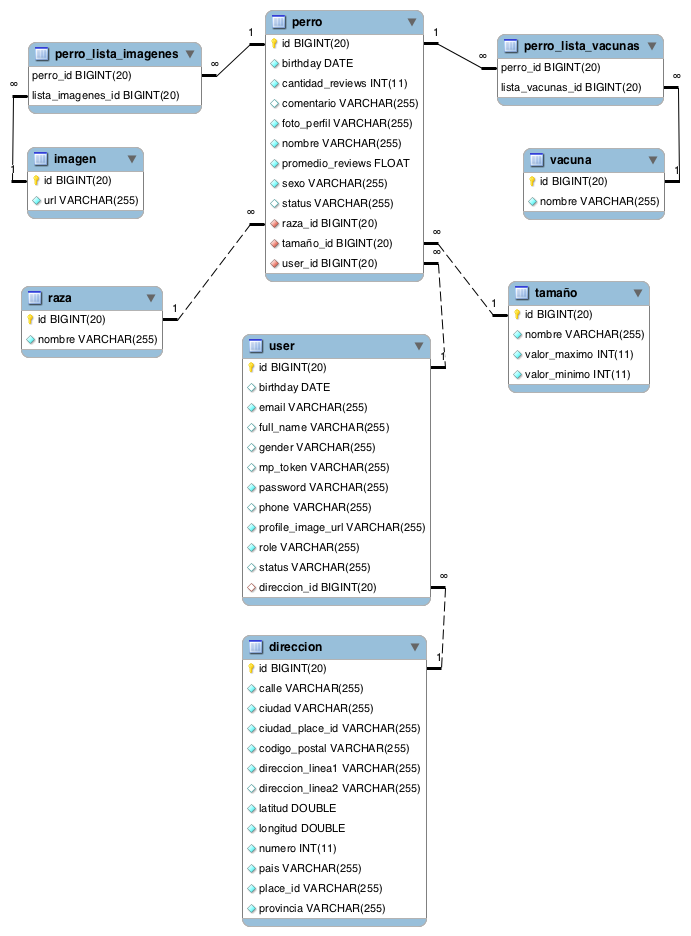 perro
id BIGINT(20)
birthday DATE
cantidad_reviews INT(11)
comentario VARCHAR(255)
foto_perfil VARCHAR(255)
nombre VARCHAR(255)
promedio_reviews FLOAT
sexo VARCHAR(255)
status VARCHAR(255)
raza_id BIGINT(20)
tamaño_id BIGINT(20)
user_id BIGINT(20)
perro_lista_imagenes
perro_id BIGINT(20)
lista_imagenes_id BIGINT(20)
perro_lista_vacunas
perro_id BIGINT(20)
lista_vacunas_id BIGINT(20)
imagen
id BIGINT(20)
url VARCHAR(255)
vacuna
id BIGINT(20)
nombre VARCHAR(255)
raza
id BIGINT(20)
nombre VARCHAR(255)
tamaño
id BIGINT(20)
nombre VARCHAR(255)
valor_maximo INT(11)
valor_minimo INT(11)
user
id BIGINT(20)
birthday DATE
email VARCHAR(255)
full_name VARCHAR(255)
gender VARCHAR(255)
mp_token VARCHAR(255)
password VARCHAR(255)
phone VARCHAR(255)
profile_image_url VARCHAR(255)
role VARCHAR(255)
status VARCHAR(255)
direccion_id BIGINT(20)
direccion
id BIGINT(20)
calle VARCHAR(255)
ciudad VARCHAR(255)
ciudad_place_id VARCHAR(255)
codigo_postal VARCHAR(255)
direccion_linea1 VARCHAR(255)
direccion_linea2 VARCHAR(255)
latitud DOUBLE
longitud DOUBLE
numero INT(11)
pais VARCHAR(255)
place_id VARCHAR(255)
provincia VARCHAR(255)
1
∞
∞
1
1
∞
∞
1
∞
1
∞
1
∞
1
∞
1